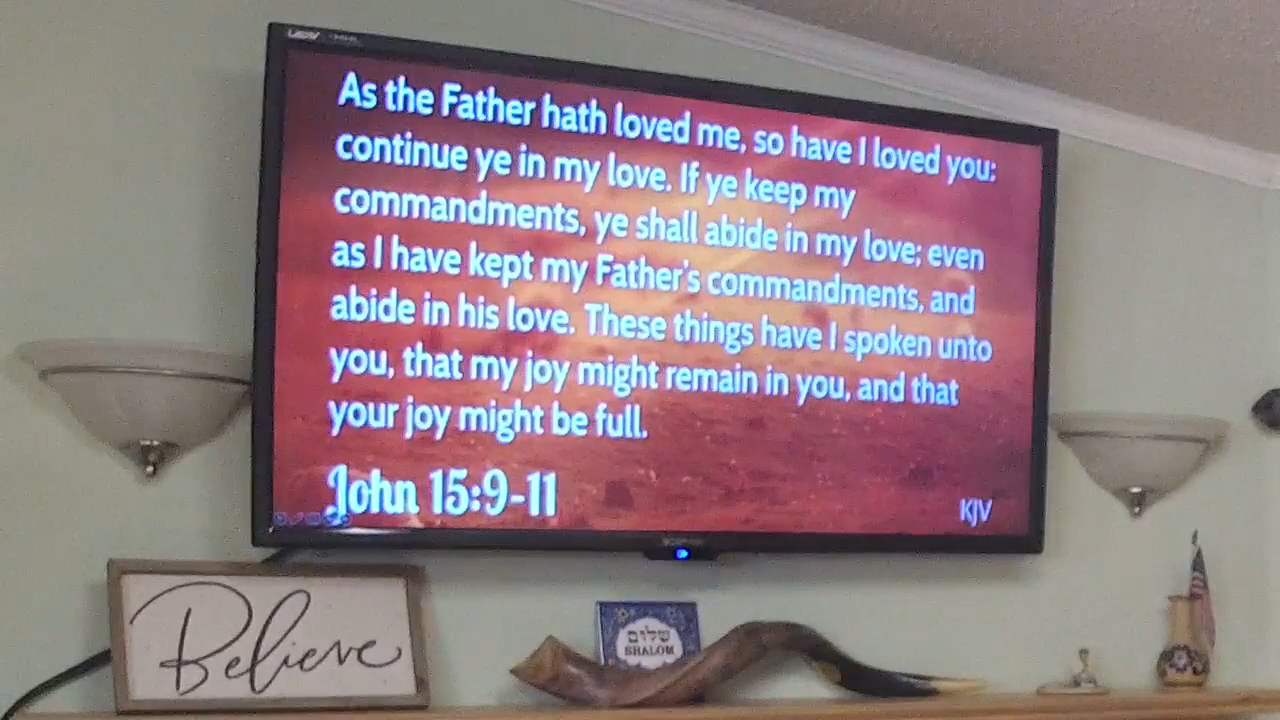 As the Father hath loved me, so have I loved you:
continue ye in my love. If ye keep my
commandments, ye shall abide in my love; even
as I have kept my Father's commandments, and
abide in his love. These things have I spoken unto
you, that my joy might remain in you, and that
your joy might be full.
John 15:9-11
KJV
Believe
שלום
SHALOM